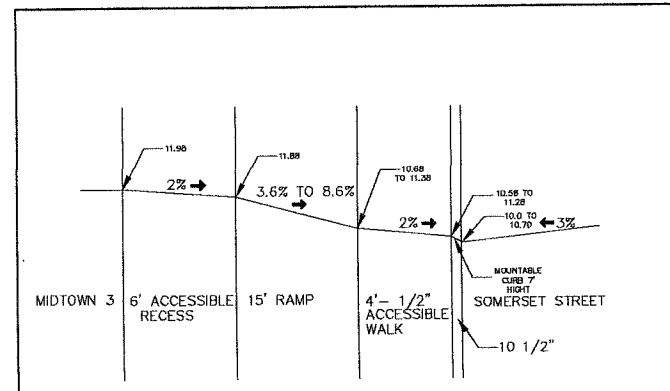 11.98
11.88
10.68
TO 11.38
2%
3.6% TO 8.6%
2%
10.56 TO
11.28
10.0 TO
10.70
3%
MOUNTABLE
CURB 7'
HIGHT
MIDTOWN 3
6' ACCESSIBLE
RECESS
15' RAMP
4'- 1/2"
ACCESSIBLE
WALK
SOMERSET STREET
10 1/2"